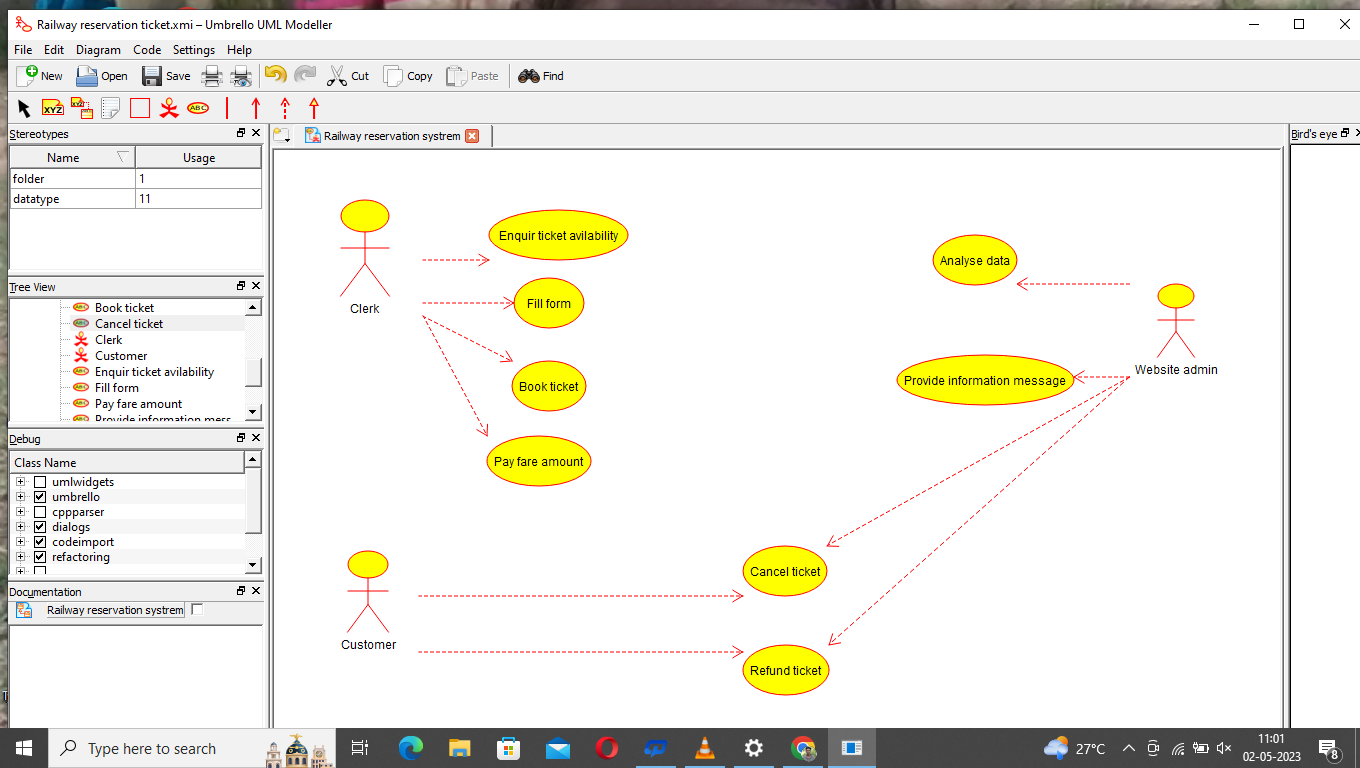 Railway reservation ticket.xmi – Umbrello UML Modeller
File Edit Diagram Code Settings Help
New Open Save Cut Copy Paste Find
XYZ XYZ ABC
Stereotypes
Name Usage
folder 1
datatype 11
Tree View
Book ticket
Cancel ticket
Clerk
Customer
Enquir ticket avilability
Fill form
Pay fare amount
Provide information mess
Debug
Class Name
umlwidgets
umbrello
cppparser
dialogs
codeimport
refactoring
Documentation
Railway reservation systrem
Railway reservation systrem
Bird's eye
Clerk
Enquir ticket avilability
Fill form
Book ticket
Pay fare amount
Analyse data
Website admin
Provide information message
Customer
Cancel ticket
Refund ticket
Type here to search
27°C
11:01
02-05-2023
8